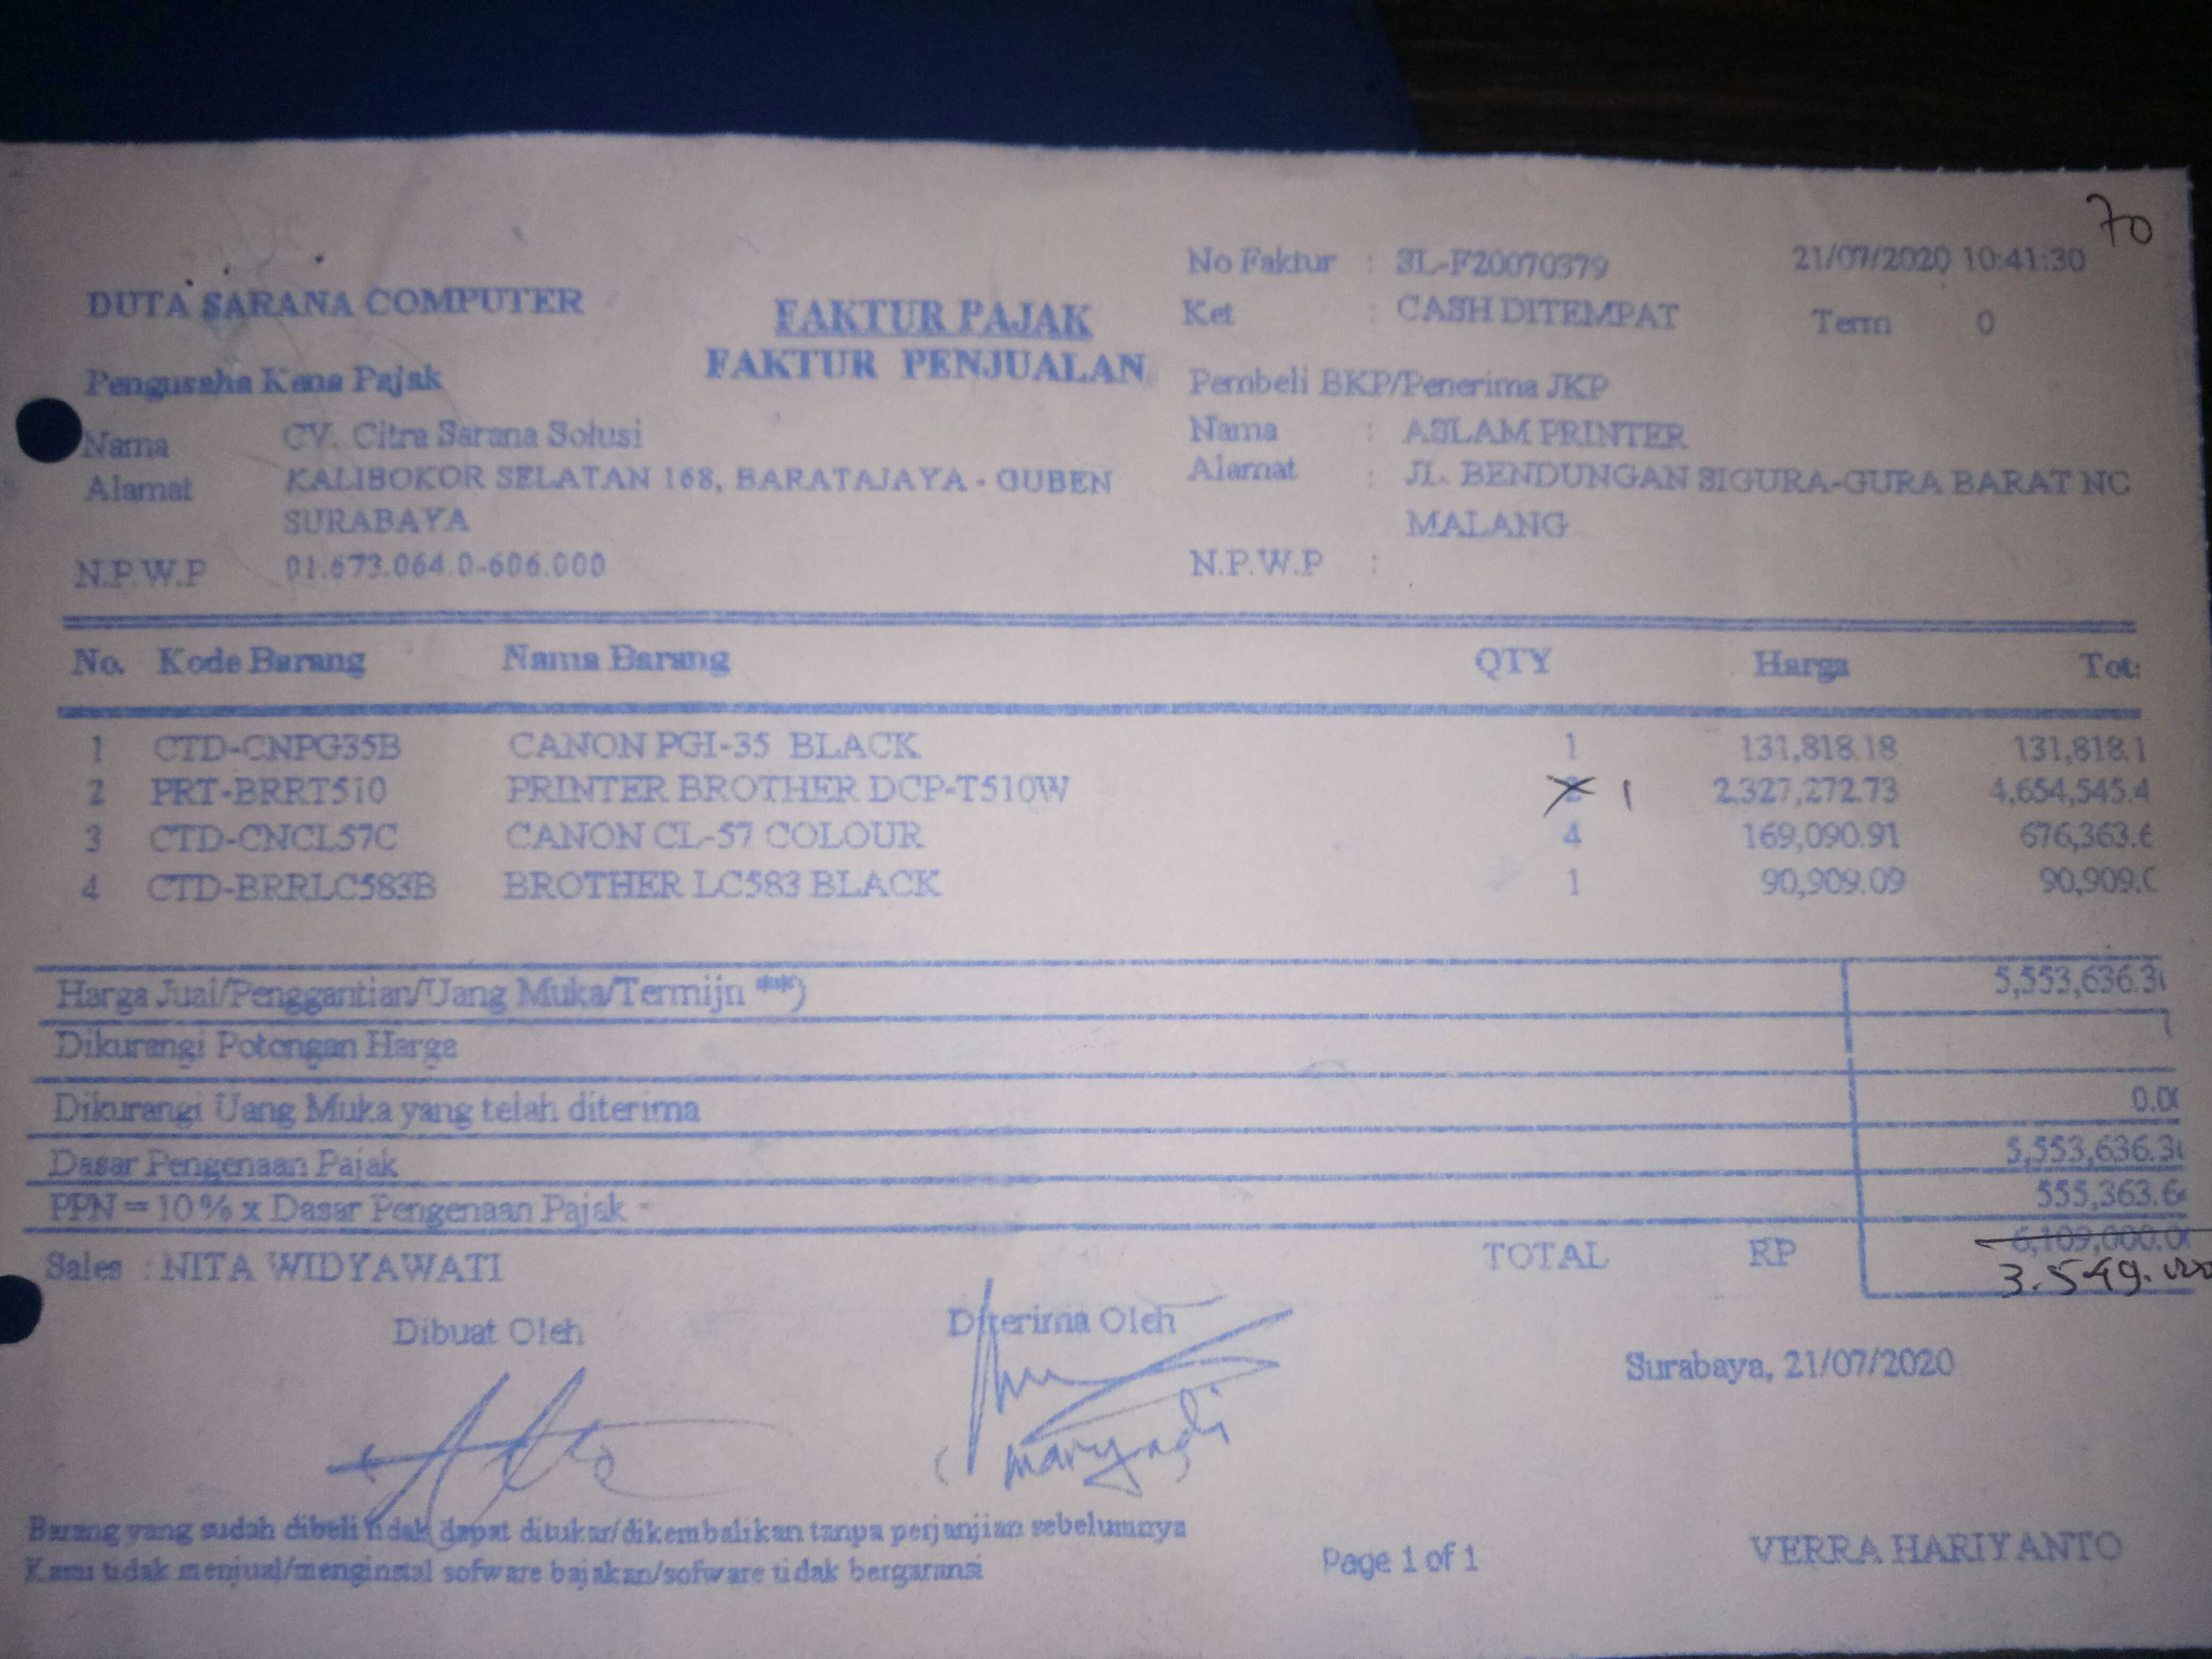 70
No Faktur : SL-F20070379 21/07/2020 10:41:30
DUTA SARANA COMPUTER
FAKTUR PAJAK
Ket : CASH DITEMPAT Term 0
FAKTUR PENJUALAN
Pengusaha Kena Pajak
Pembeli BKP/Penerima JKP
Nama CV. Citra Sarana Solusi
Nama : ASLAM PRINTER
Alamat KALIBOKOR SELATAN 168, BARATAJAYA - GUBEN
Alamat : JL. BENDUNGAN SIGURA-GURA BARAT NO
SURABAYA
MALANG
N.P.W.P 01.673.064.0-606.000
N.P.W.P :
No. Kode Barang Nama Barang QTY Harga Tot
1 CTD-CNPG35B CANON PGI-35 BLACK 1 131,818.18 131,818.1
2 PRT-BRRT510 PRINTER BROTHER DCP-T510W 2 1 2,327,272.73 4,654,545.4
3 CTD-CNCL57C CANON CL-57 COLOUR 4 169,090.91 676,363.6
4 CTD-BRRLC583B BROTHER LC583 BLACK 1 90,909.09 90,909.0
Harga Jual/Penggantian/Uang Muka/Termijn **) 5,553,636.3
Dikurangi Potongan Harga
Dikurangi Uang Muka yang telah diterima 0.0
Dasar Pengenaan Pajak 5,553,636.3
PPN = 10% x Dasar Pengenaan Pajak 555,363.6
Sales : NITA WIDYAWATI TOTAL RP 6,109,000.0
3.549.000
Dibuat Oleh Diterima Oleh
Surabaya, 21/07/2020
maryadi
Barang yang sudah dibeli tidak dapat ditukar/dikembalikan tanpa perjanjian sebelumnya
Kami tidak menjual/menginstal sofware bajakan/sofware tidak bergaransi
Page 1 of 1
VERRA HARIYANTO